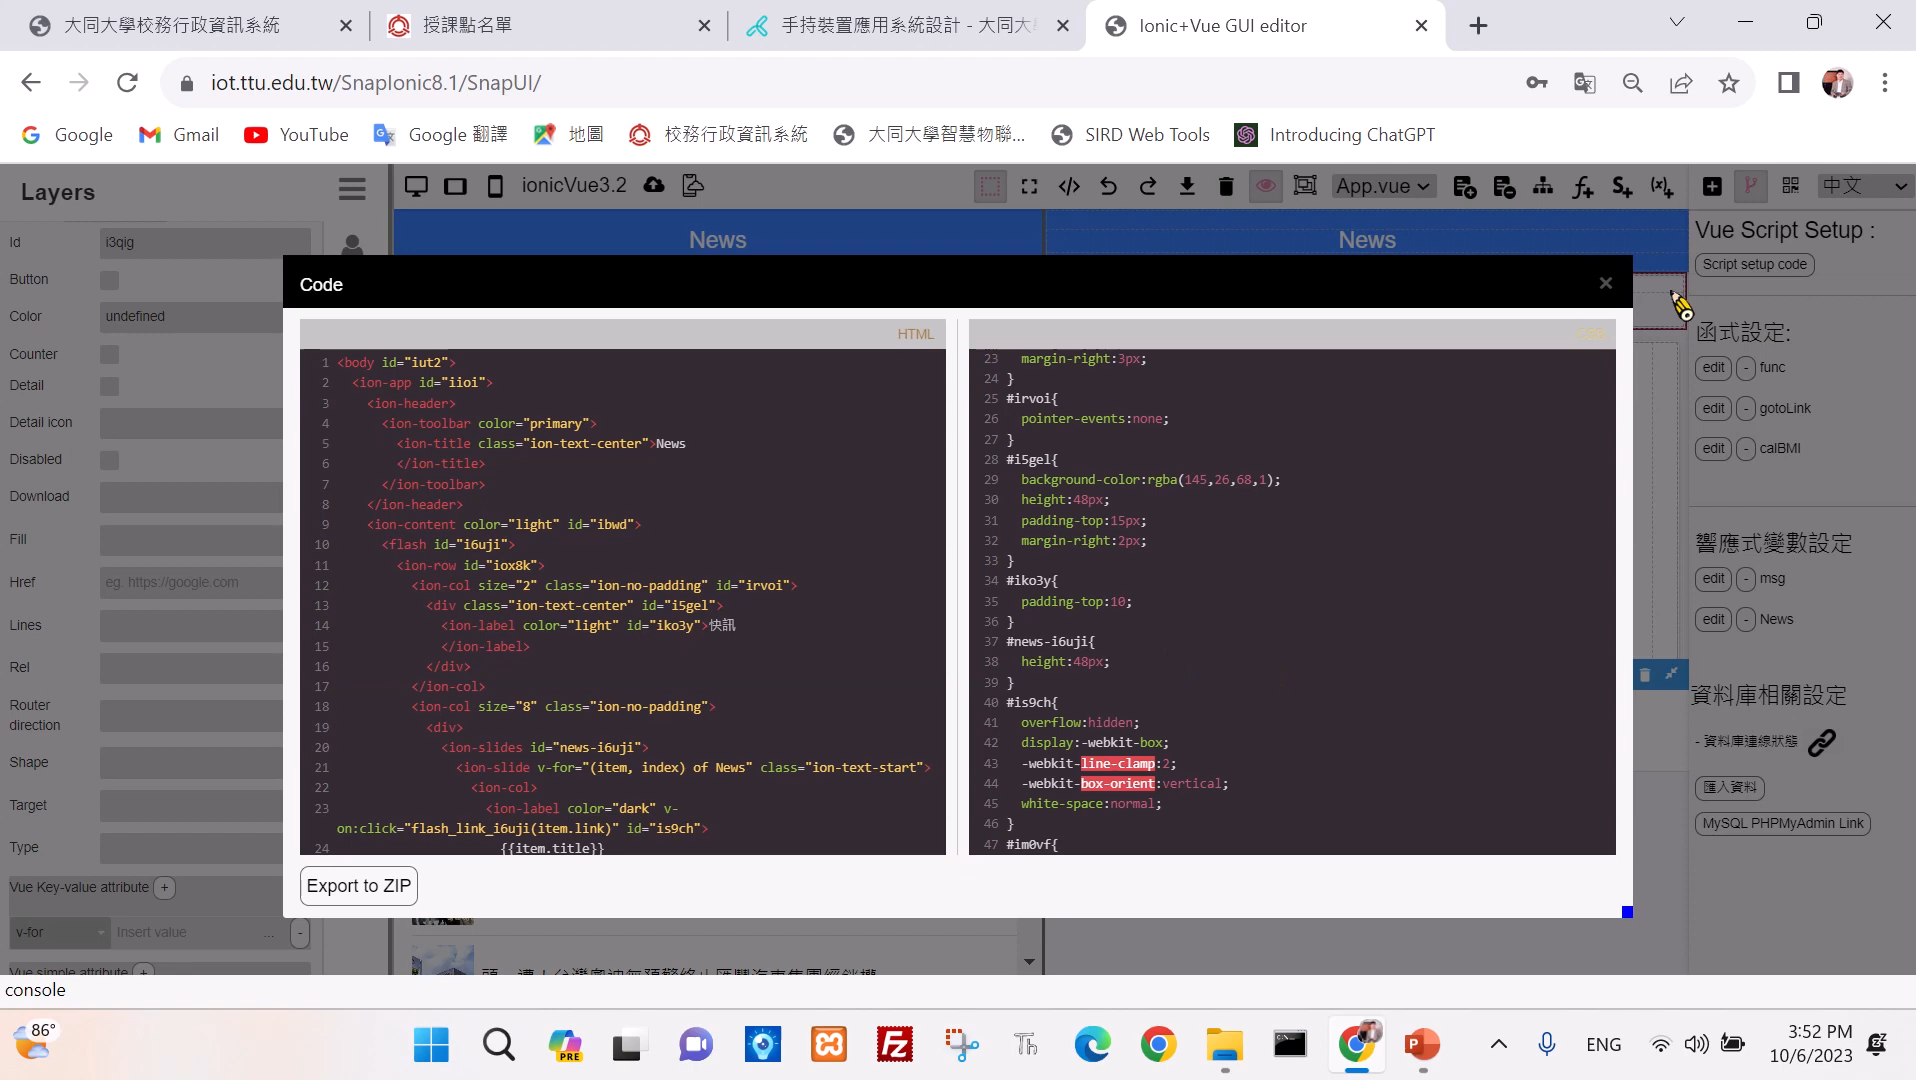 大同大學校務行政資訊系統
授課點名單
手持裝置應用系統設計 - 大同大
Ionic+Vue GUI editor
iot.ttu.edu.tw/SnapIonic8.1/SnapUI/
Google
Gmail
YouTube
Google 翻譯
地圖
校務行政資訊系統
大同大學智慧物聯...
SIRD Web Tools
Introducing ChatGPT
Layers
ionicVue3.2
App.vue
中文
News
News
Id
i3qig
Button
Color
undefined
Counter
Detail
Detail icon
Disabled
Download
Fill
Href
eg. https://google.com
Lines
Rel
Router
direction
Shape
Target
Type
Vue Key-value attribute +
v-for
Insert value
...
-
Vue simple attribute +
Code
HTML
1 <body id="iut2">
2 <ion-app id="iioi">
3 <ion-header>
4 <ion-toolbar color="primary">
5 <ion-title class="ion-text-center">News
6 </ion-title>
7 </ion-toolbar>
8 </ion-header>
9 <ion-content color="light" id="ibwd">
10 <flash id="i6uji">
11 <ion-row id="iox8k">
12 <ion-col size="2" class="ion-no-padding" id="irvoi">
13 <div class="ion-text-center" id="i5gel">
14 <ion-label color="light" id="iko3y">快訊
15 </ion-label>
16 </div>
17 </ion-col>
18 <ion-col size="8" class="ion-no-padding">
19 <div>
20 <ion-slides id="news-i6uji">
21 <ion-slide v-for="(item, index) of News" class="ion-text-start">
22 <ion-col>
23 <ion-label color="dark" v-
on:click="flash_link_i6uji(item.link)" id="is9ch">
24 {{item.title}}
CSS
23 margin-right:3px;
24 }
25 #irvoi{
26 pointer-events:none;
27 }
28 #i5gel{
29 background-color:rgba(145,26,68,1);
30 height:48px;
31 padding-top:15px;
32 margin-right:2px;
33 }
34 #iko3y{
35 padding-top:10;
36 }
37 #news-i6uji{
38 height:48px;
39 }
40 #is9ch{
41 overflow:hidden;
42 display:-webkit-box;
43 -webkit-line-clamp:2;
44 -webkit-box-orient:vertical;
45 white-space:normal;
46 }
47 #im0vf{
Export to ZIP
Vue Script Setup :
Script setup code
函式設定:
edit - func
edit - gotoLink
edit - calBMI
響應式變數設定
edit - msg
edit - News
資料庫相關設定
- 資料庫連線狀態
匯入資料
MySQL PHPMyAdmin Link
console
86°
PRE
ENG
3:52 PM
10/6/2023